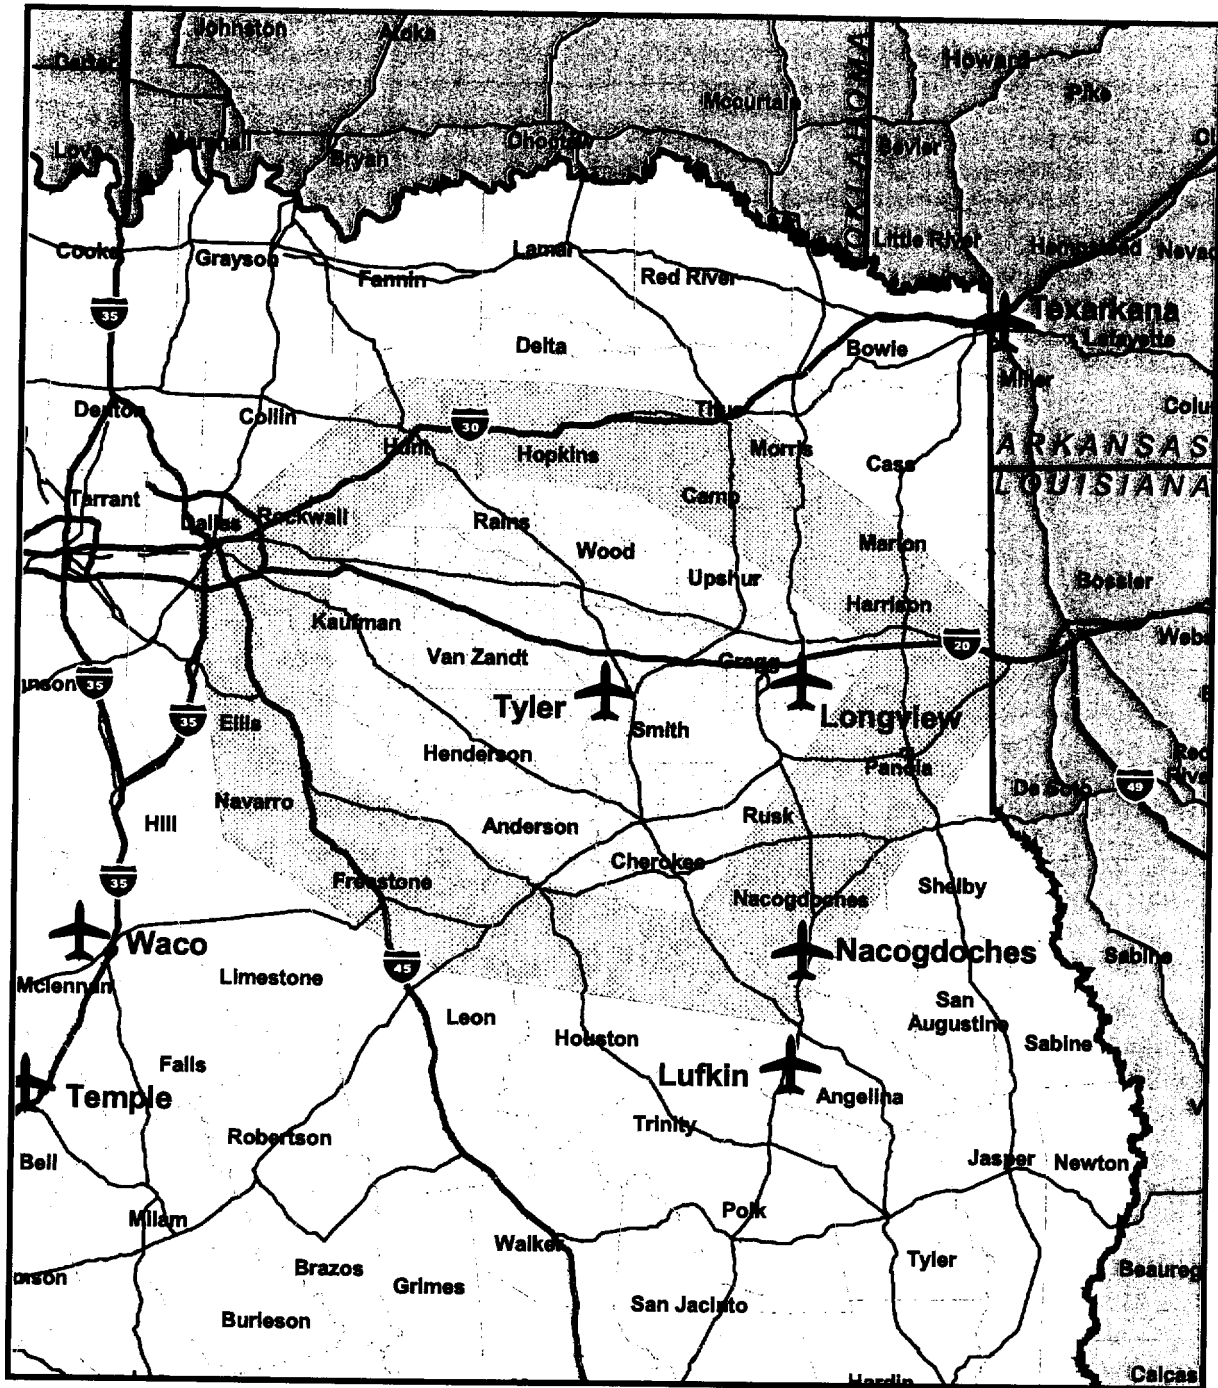 Johnston
Atoka
Howard
Carter
Mccurtain
Pike
OKLAHOMA
Love
Marshall
Bryan
Choctaw
Sevier
Cooke
Grayson
Fannin
Lamar
Red River
Little River
Hempstead
35
Texarkana
Lafayette
Delta
Bowie
Miller
Denton
Collin
Hunt
30
Hopkins
Titus
Morris
Cass
ARKANSAS
LOUISIANA
Tarrant
Dallas
Rockwall
Rains
Wood
Camp
Marion
Upshur
Bossier
Harrison
Kaufman
Van Zandt
Gregg
20
35
Tyler
Longview
35
Ellis
Smith
Henderson
Panola
De Soto
49
Navarro
Hill
Anderson
Rusk
Cherokee
35
Freestone
Nacogdoches
Shelby
Waco
Nacogdoches
45
Sabine
Mclennan
Limestone
Leon
San
Augustine
Houston
Sabine
Falls
Lufkin
Temple
Angelina
Trinity
Robertson
Bell
Jasper
Newton
Milam
Polk
Walker
Tyler
Brazos
Grimes
San Jacinto
Burleson